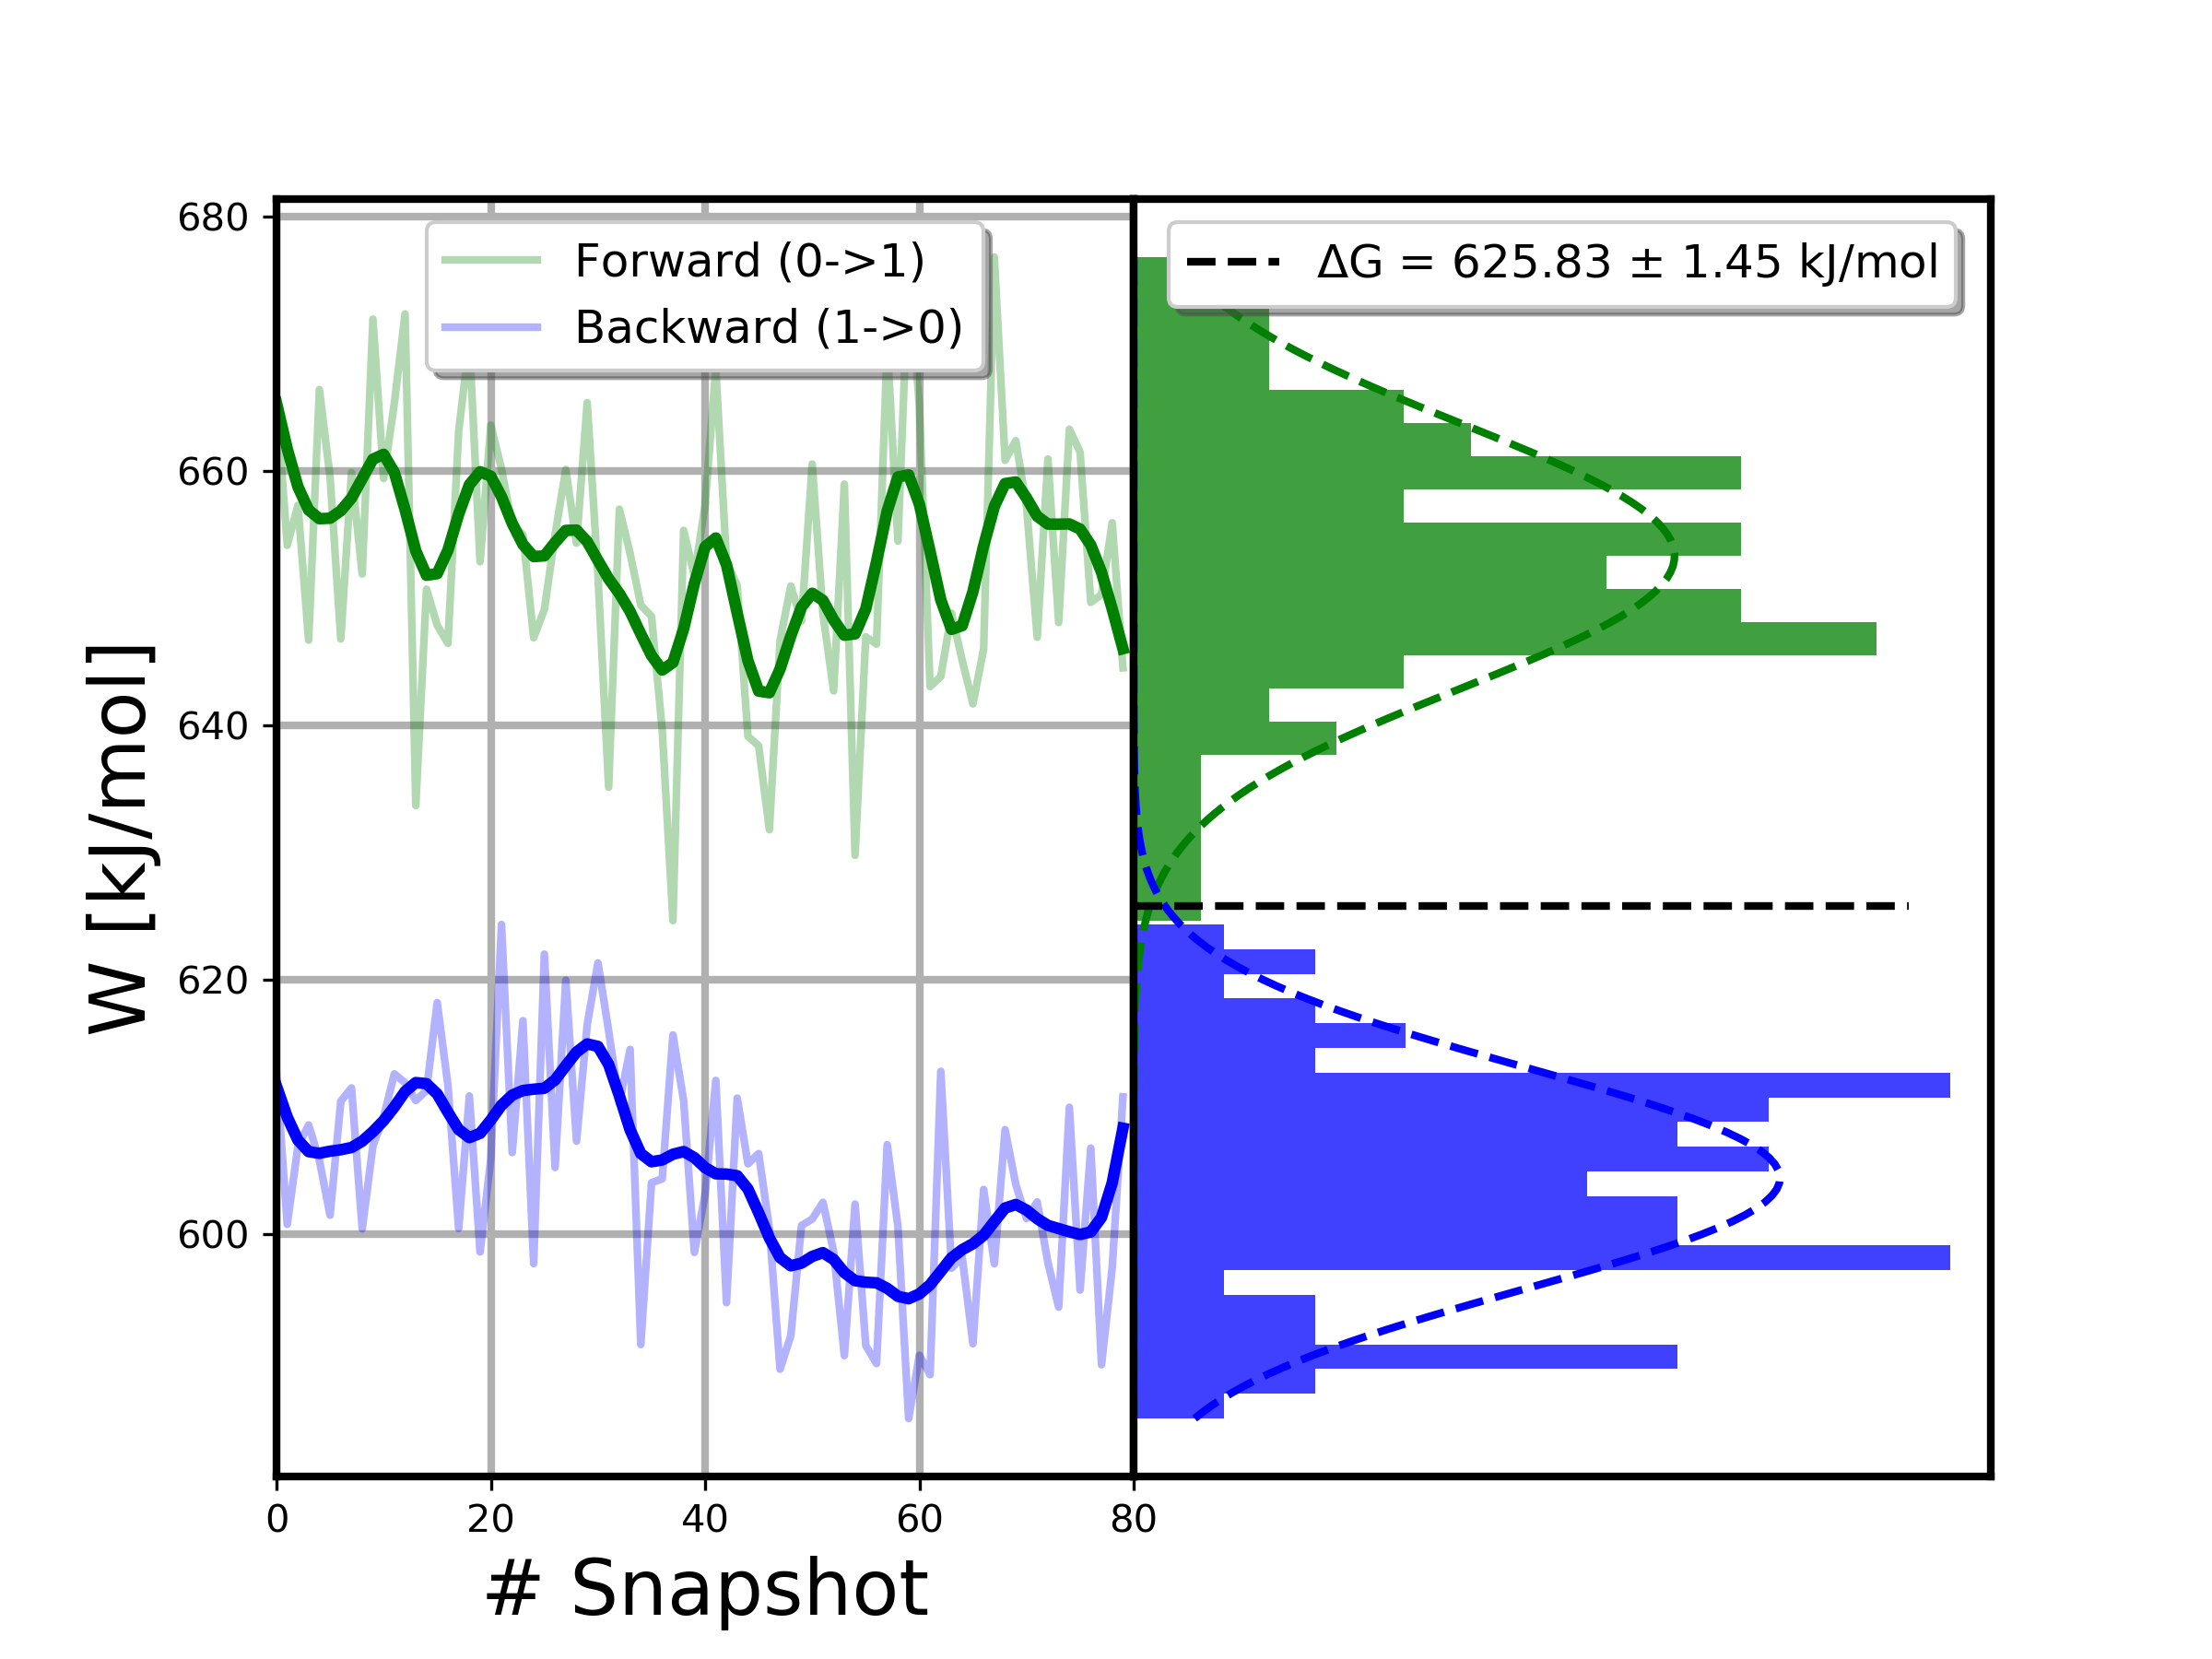 Forward (0->1)
Backward (1->0)
ΔG = 625.83 ± 1.45 kJ/mol
680
660
640
620
600
W [kJ/mol]
0
20
40
60
80
# Snapshot